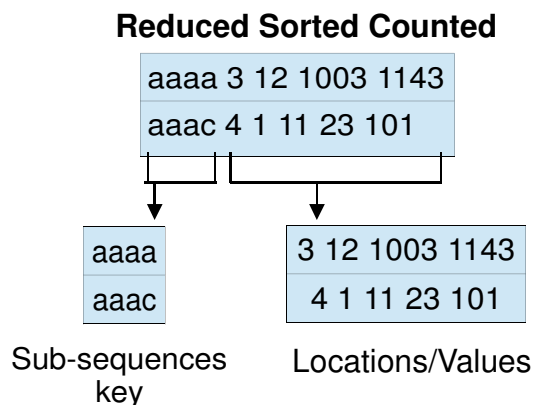 Reduced Sorted Counted
aaaa 3 12 1003 1143
aaac 4 1 11 23 101
aaaa
aaac
3 12 1003 1143
4 1 11 23 101
Sub-sequences
key
Locations/Values